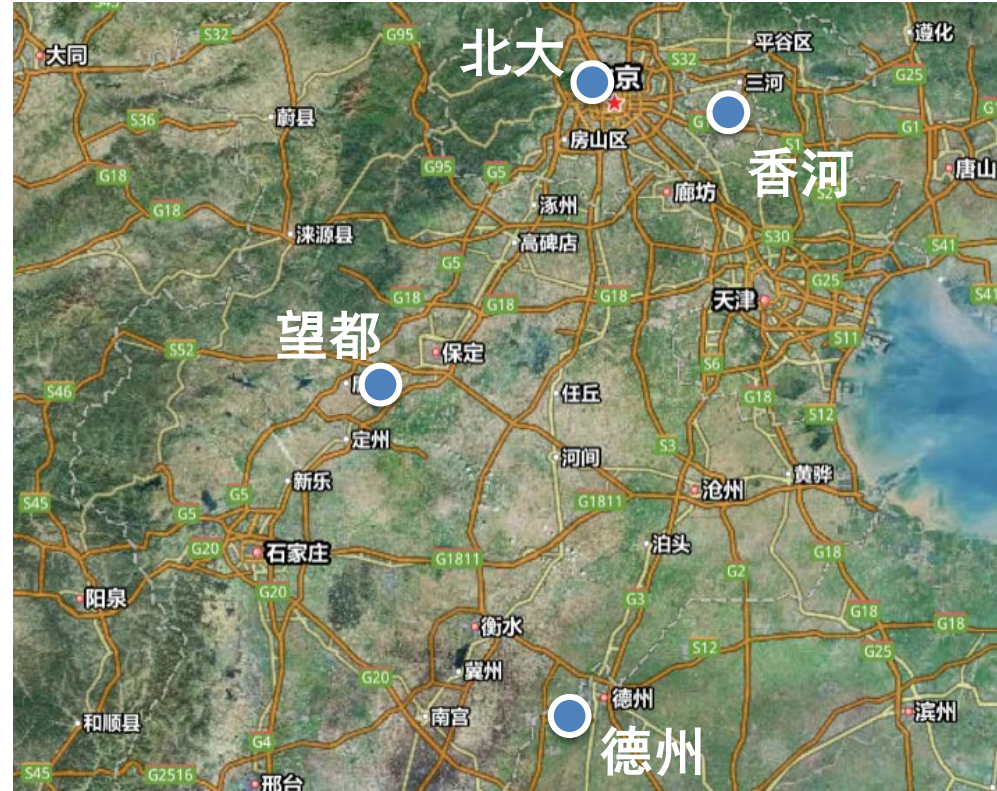 S45
大同
S32
G95
北大
京
平谷区
遵化
S32
三河
G25
S36
蔚县
房山区
G1
S1
香河
唐山
G18
G95
G5
涿州
廊坊
G18
涞源县
高碑店
S30
S41
G5
G25
G18
G18
G18
天津
S41
望都
S11
S52
保定
S6
S46
任丘
G18
S12
定州
S3
河间
新乐
黄骅
G5
沧州
S45
G1811
G5
G20
石家庄
泊头
G18
G1811
G2
G20
阳泉
G3
G18
G18
衡水
S12
G25
冀州
G20
德州
南宫
滨州
和顺县
G4
德州
S45
G2516
邢台